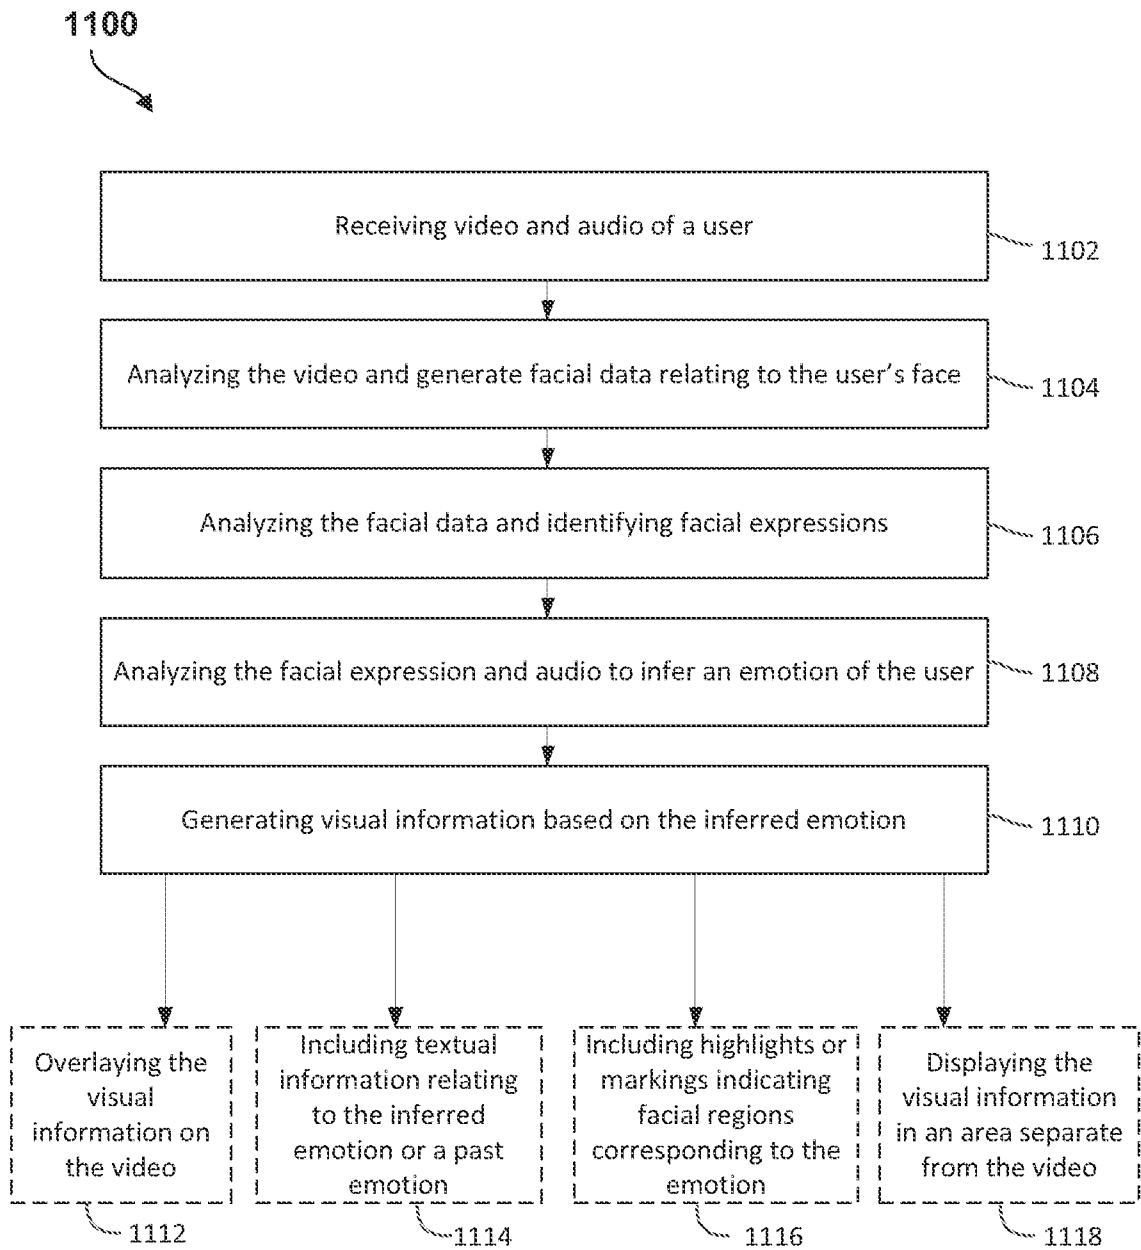 1100
Receiving video and audio of a user
1102
Analyzing the video and generate facial data relating to the user's face
1104
Analyzing the facial data and identifying facial expressions
1106
Analyzing the facial expression and audio to infer an emotion of the user
1108
Generating visual information based on the inferred emotion
1110
Overlaying the
visual
information on
the video
1112
Including textual
information relating
to the inferred
emotion or a past
emotion
1114
Including highlights or
markings indicating
facial regions
corresponding to the
emotion
1116
Displaying the
visual information
in an area separate
from the video
1118